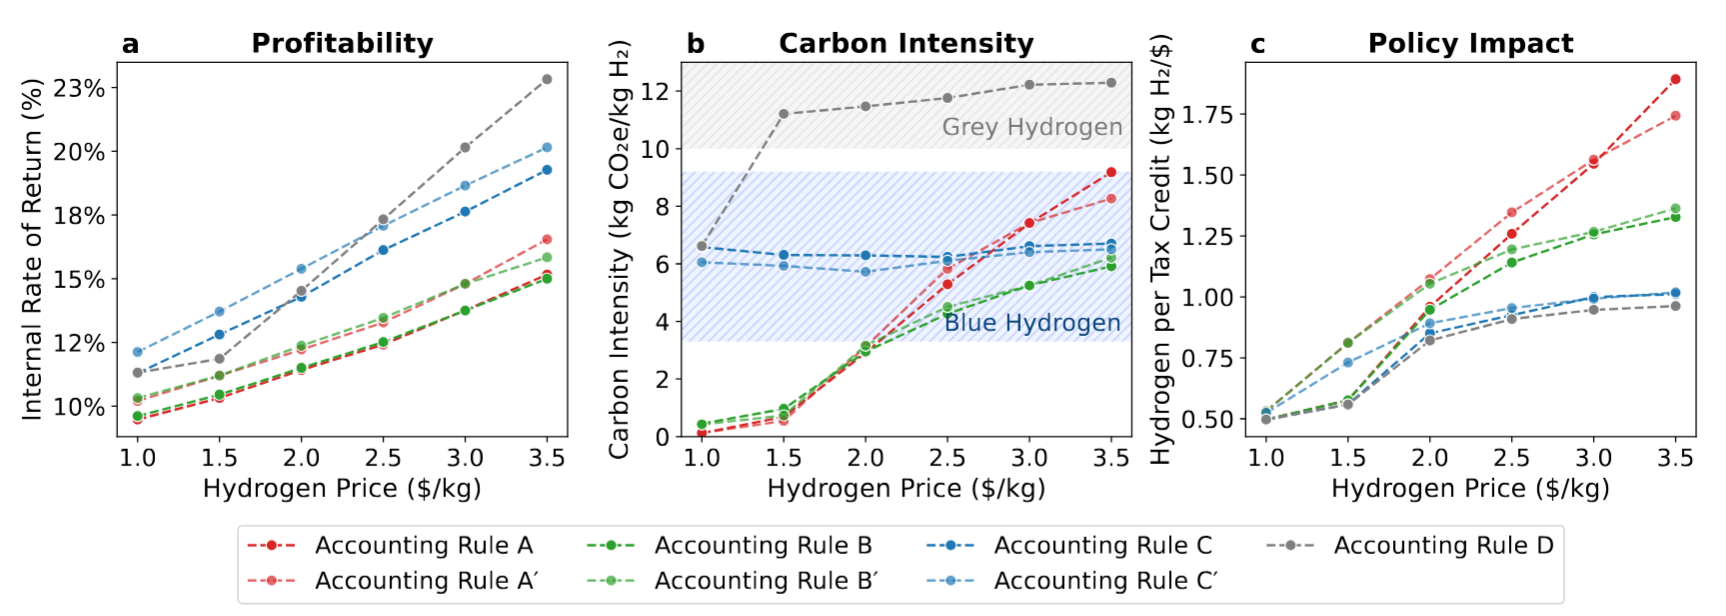 a Profitability
Internal Rate of Return (%)
23%
20%
18%
15%
12%
10%
1.0 1.5 2.0 2.5 3.0 3.5
Hydrogen Price ($/kg)
b Carbon Intensity
Carbon Intensity (kg CO₂e/kg H₂)
12
10
8
6
4
2
0
Grey Hydrogen
Blue Hydrogen
1.0 1.5 2.0 2.5 3.0 3.5
Hydrogen Price ($/kg)
c Policy Impact
Hydrogen per Tax Credit (kg H₂/$)
1.75
1.50
1.25
1.00
0.75
0.50
1.0 1.5 2.0 2.5 3.0 3.5
Hydrogen Price ($/kg)
Accounting Rule A Accounting Rule B Accounting Rule C Accounting Rule D
Accounting Rule A′ Accounting Rule B′ Accounting Rule C′